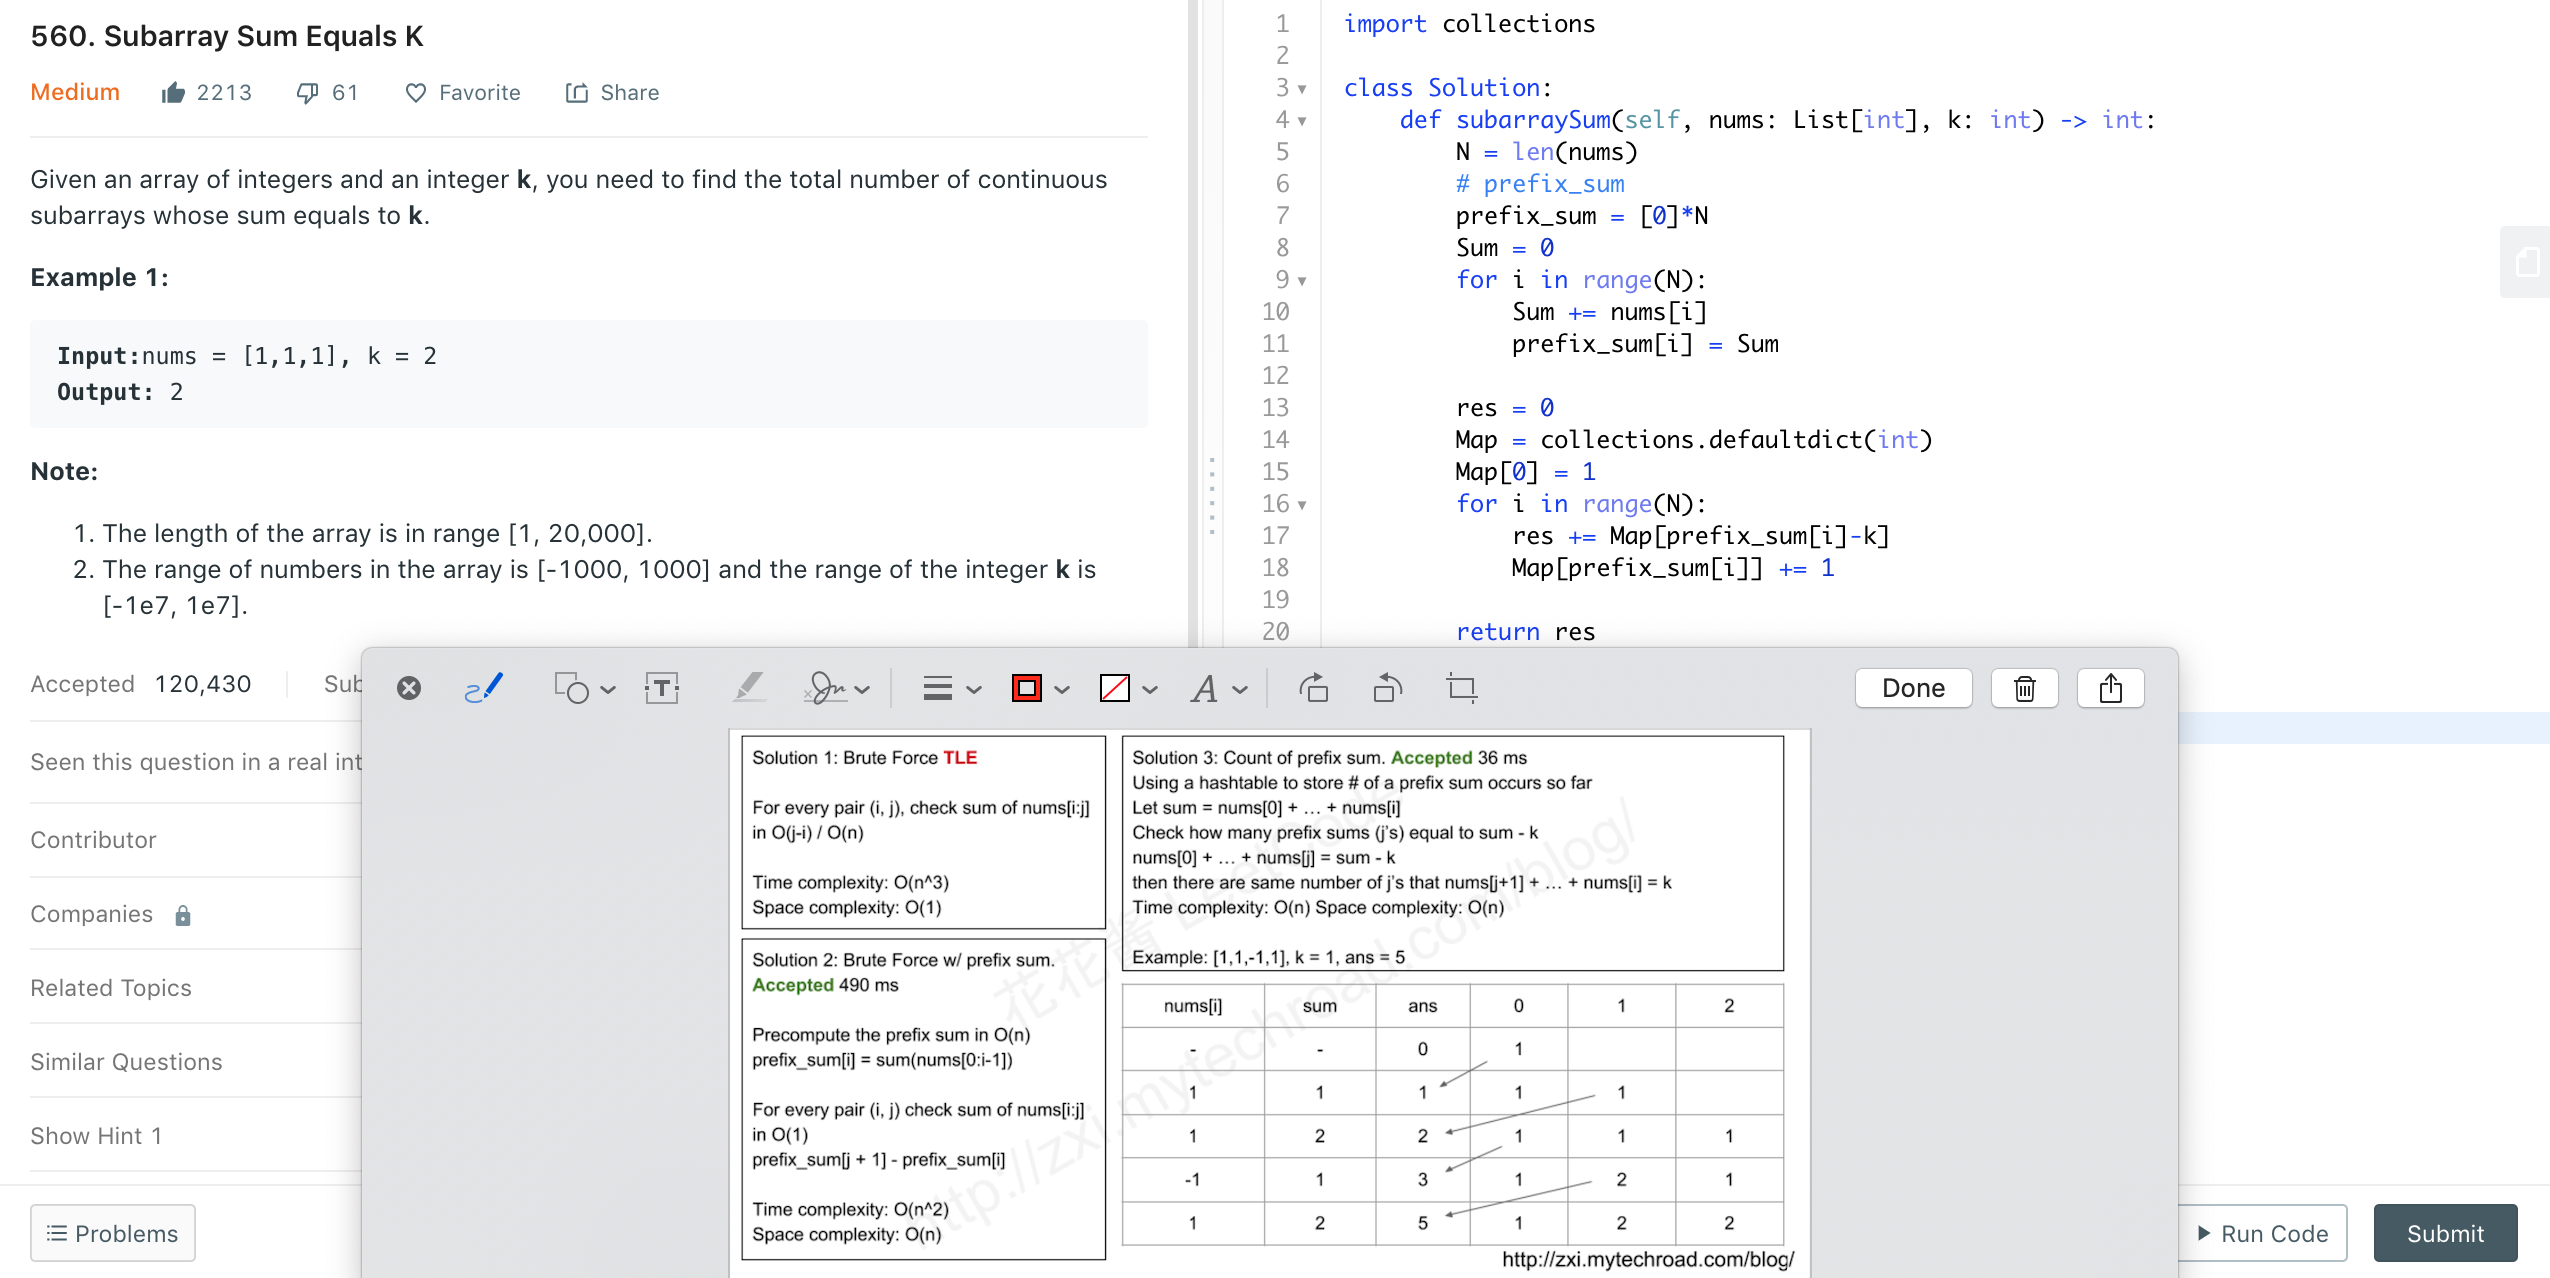 560. Subarray Sum Equals K
Medium 2213 61 Favorite Share
Given an array of integers and an integer k, you need to find the total number of continuous
subarrays whose sum equals to k.
Example 1:
Input:nums = [1,1,1], k = 2
Output: 2
Note:
1. The length of the array is in range [1, 20,000].
2. The range of numbers in the array is [-1000, 1000] and the range of the integer k is
[-1e7, 1e7].
Accepted 120,430 Sub
Seen this question in a real int
Contributor
Companies
Related Topics
Similar Questions
Show Hint 1
Problems
1 import collections
2
3 class Solution:
4 def subarraySum(self, nums: List[int], k: int) -> int:
5 N = len(nums)
6 # prefix_sum
7 prefix_sum = [0]*N
8 Sum = 0
9 for i in range(N):
10 Sum += nums[i]
11 prefix_sum[i] = Sum
12
13 res = 0
14 Map = collections.defaultdict(int)
15 Map[0] = 1
16 for i in range(N):
17 res += Map[prefix_sum[i]-k]
18 Map[prefix_sum[i]] += 1
19
20 return res
T A Done
Solution 1: Brute Force TLE
For every pair (i, j), check sum of nums[i:j]
in O(j-i) / O(n)
Time complexity: O(n^3)
Space complexity: O(1)
Solution 2: Brute Force w/ prefix sum.
Accepted 490 ms
Precompute the prefix sum in O(n)
prefix_sum[i] = sum(nums[0:i-1])
For every pair (i, j) check sum of nums[i:j]
in O(1)
prefix_sum[j + 1] - prefix_sum[i]
Time complexity: O(n^2)
Space complexity: O(n)
Solution 3: Count of prefix sum. Accepted 36 ms
Using a hashtable to store # of a prefix sum occurs so far
Let sum = nums[0] + … + nums[i]
Check how many prefix sums (j's) equal to sum - k
nums[0] + … + nums[j] = sum - k
then there are same number of j's that nums[j+1] + … + nums[i] = k
Time complexity: O(n) Space complexity: O(n)
Example: [1,1,-1,1], k = 1, ans = 5
nums[i] sum ans 0 1 2
- - 0 1
1 1 1 1 1
1 2 2 1 1 1
-1 1 3 1 2 1
1 2 5 1 2 2
http://zxi.mytechroad.com/blog/
花花酱 LeetCode
http://zxi.mytechroad.com/blog/
Run Code
Submit